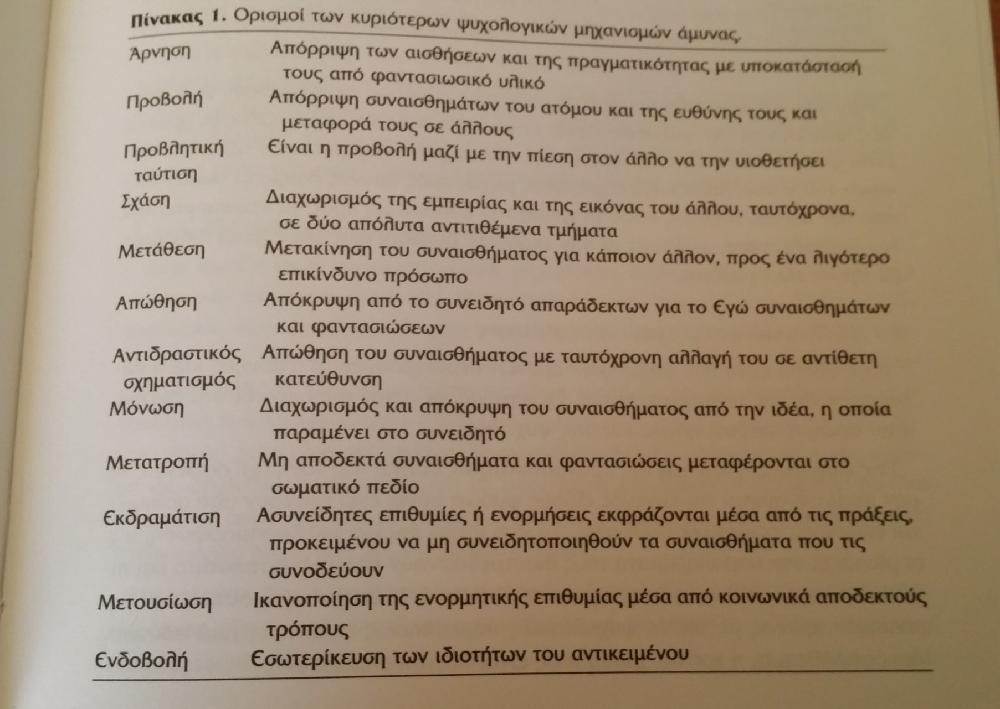 Πίνακας 1. Ορισμοί των κυριότερων ψυχολογικών μηχανισμών άμυνας.
Άρνηση Απόρριψη των αισθήσεων και της πραγματικότητας με υποκατάστασή
τους από φαντασιωσικό υλικό
Προβολή Απόρριψη συναισθημάτων του ατόμου και της ευθύνης τους και
μεταφορά τους σε άλλους
Προβλητική Είναι η προβολή μαζί με την πίεση στον άλλο να την υιοθετήσει
ταύτιση
Σχάση Διαχωρισμός της εμπειρίας και της εικόνας του άλλου, ταυτόχρονα,
σε δύο απόλυτα αντιτιθέμενα τμήματα
Μετάθεση Μετακίνηση του συναισθήματος για κάποιον άλλον, προς ένα λιγότερο
επικίνδυνο πρόσωπο
Απώθηση Απόκρυψη από το συνειδητό απαράδεκτων για το Εγώ συναισθημάτων
και φαντασιώσεων
Αντιδραστικός Απώθηση του συναισθήματος με ταυτόχρονη αλλαγή του σε αντίθετη
σχηματισμός κατεύθυνση
Μόνωση Διαχωρισμός και απόκρυψη του συναισθήματος από την ιδέα, η οποία
παραμένει στο συνειδητό
Μετατροπή Μη αποδεκτά συναισθήματα και φαντασιώσεις μεταφέρονται στο
σωματικό πεδίο
Εκδραμάτιση Ασυνείδητες επιθυμίες ή ενορμήσεις εκφράζονται μέσα από τις πράξεις,
προκειμένου να μη συνειδητοποιηθούν τα συναισθήματα που τις
συνοδεύουν
Μετουσίωση Ικανοποίηση της ενορμητικής επιθυμίας μέσα από κοινωνικά αποδεκτούς
τρόπους
Ενδοβολή Εσωτερίκευση των ιδιοτήτων του αντικειμένου